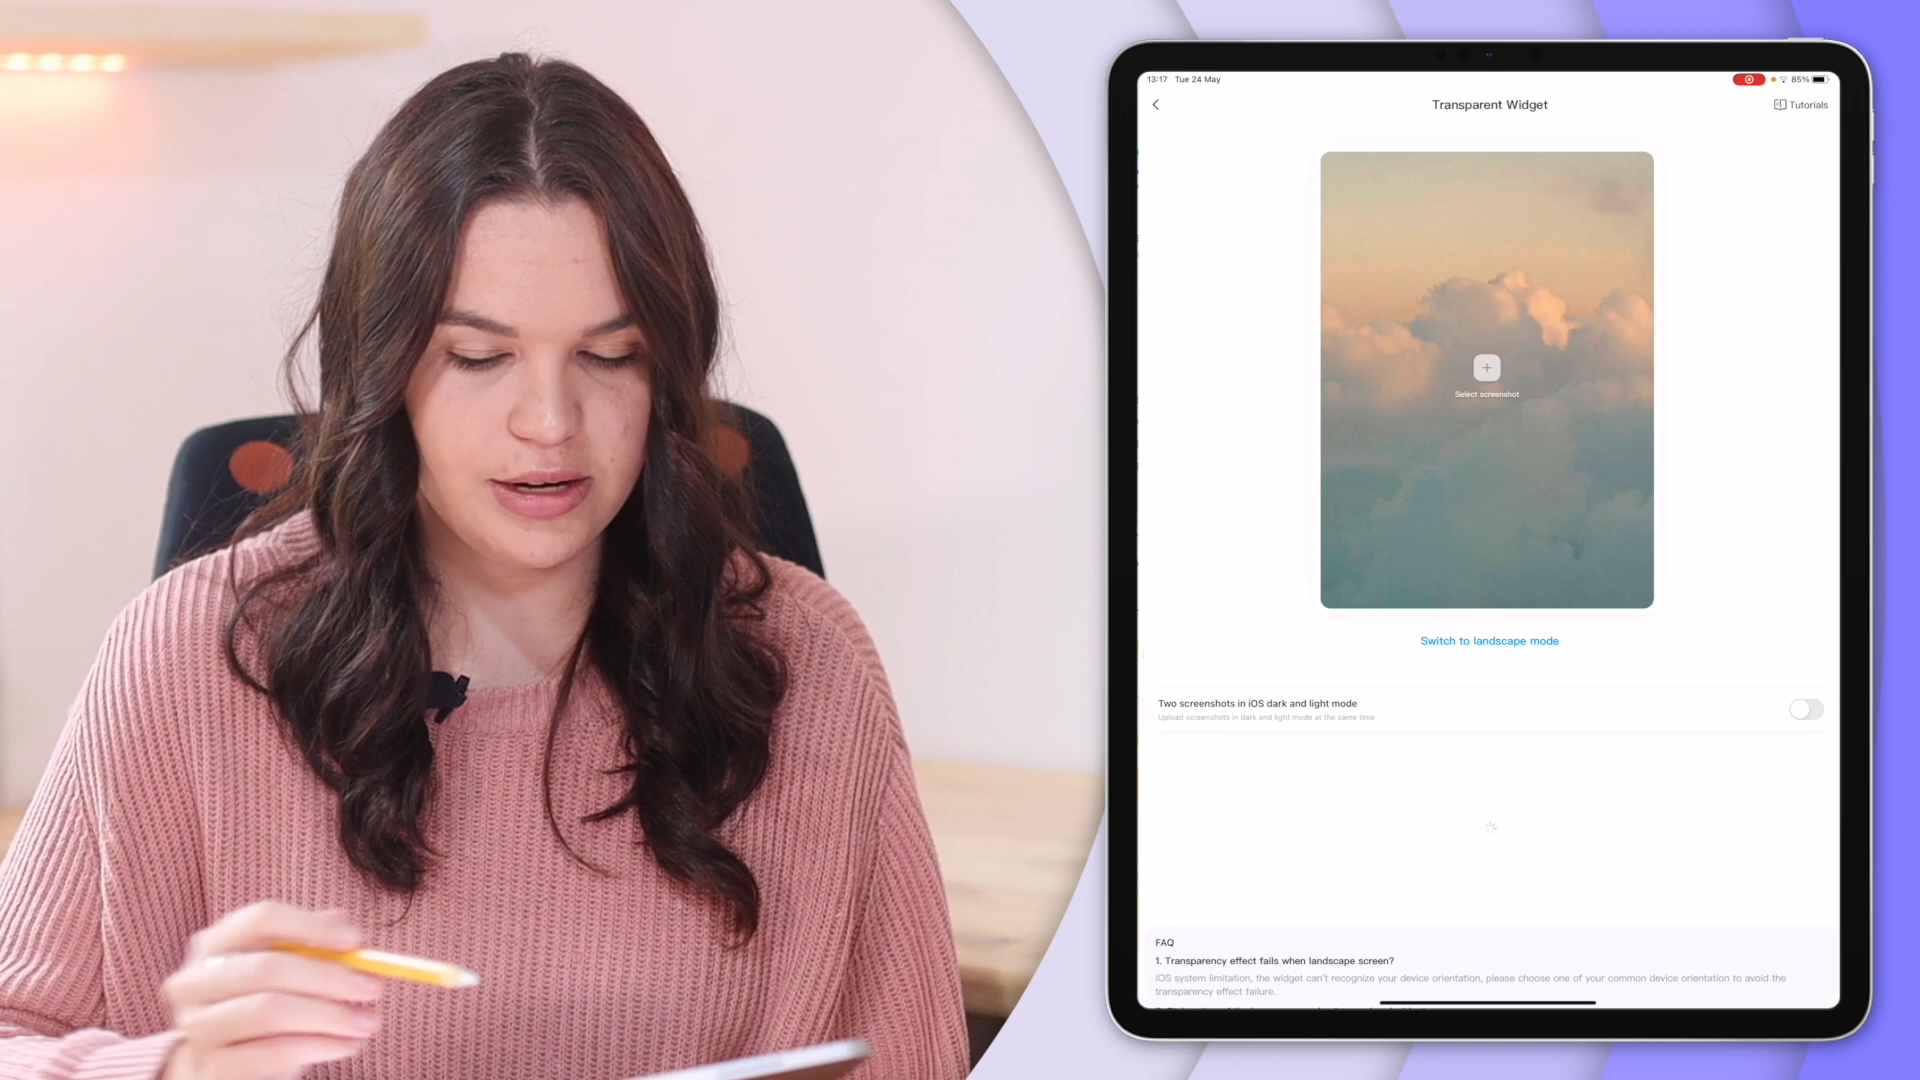 13:17 Tue 24 May
85%
Transparent Widget
Tutorials
Select screenshot
Switch to landscape mode
Two screenshots in iOS dark and light mode
Upload screenshots in dark and light mode at the same time
FAQ
1. Transparency effect fails when landscape screen?
iOS system limitation, the widget can't recognize your device orientation, please choose one of your common device orientation to avoid the
transparency effect failure.